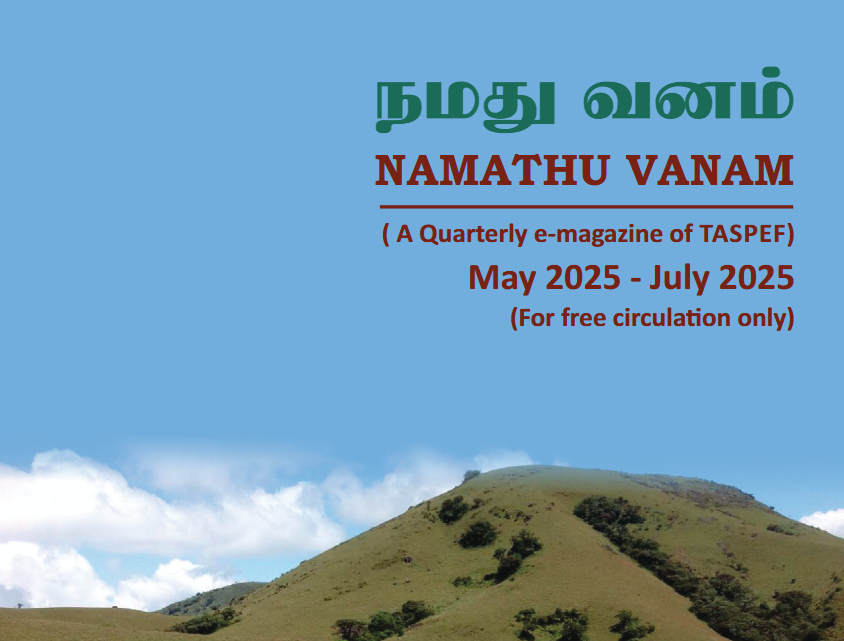 நமது வனம்
NAMATHU VANAM
( A Quarterly e-magazine of TASPEF)
May 2025 - July 2025
(For free circulation only)